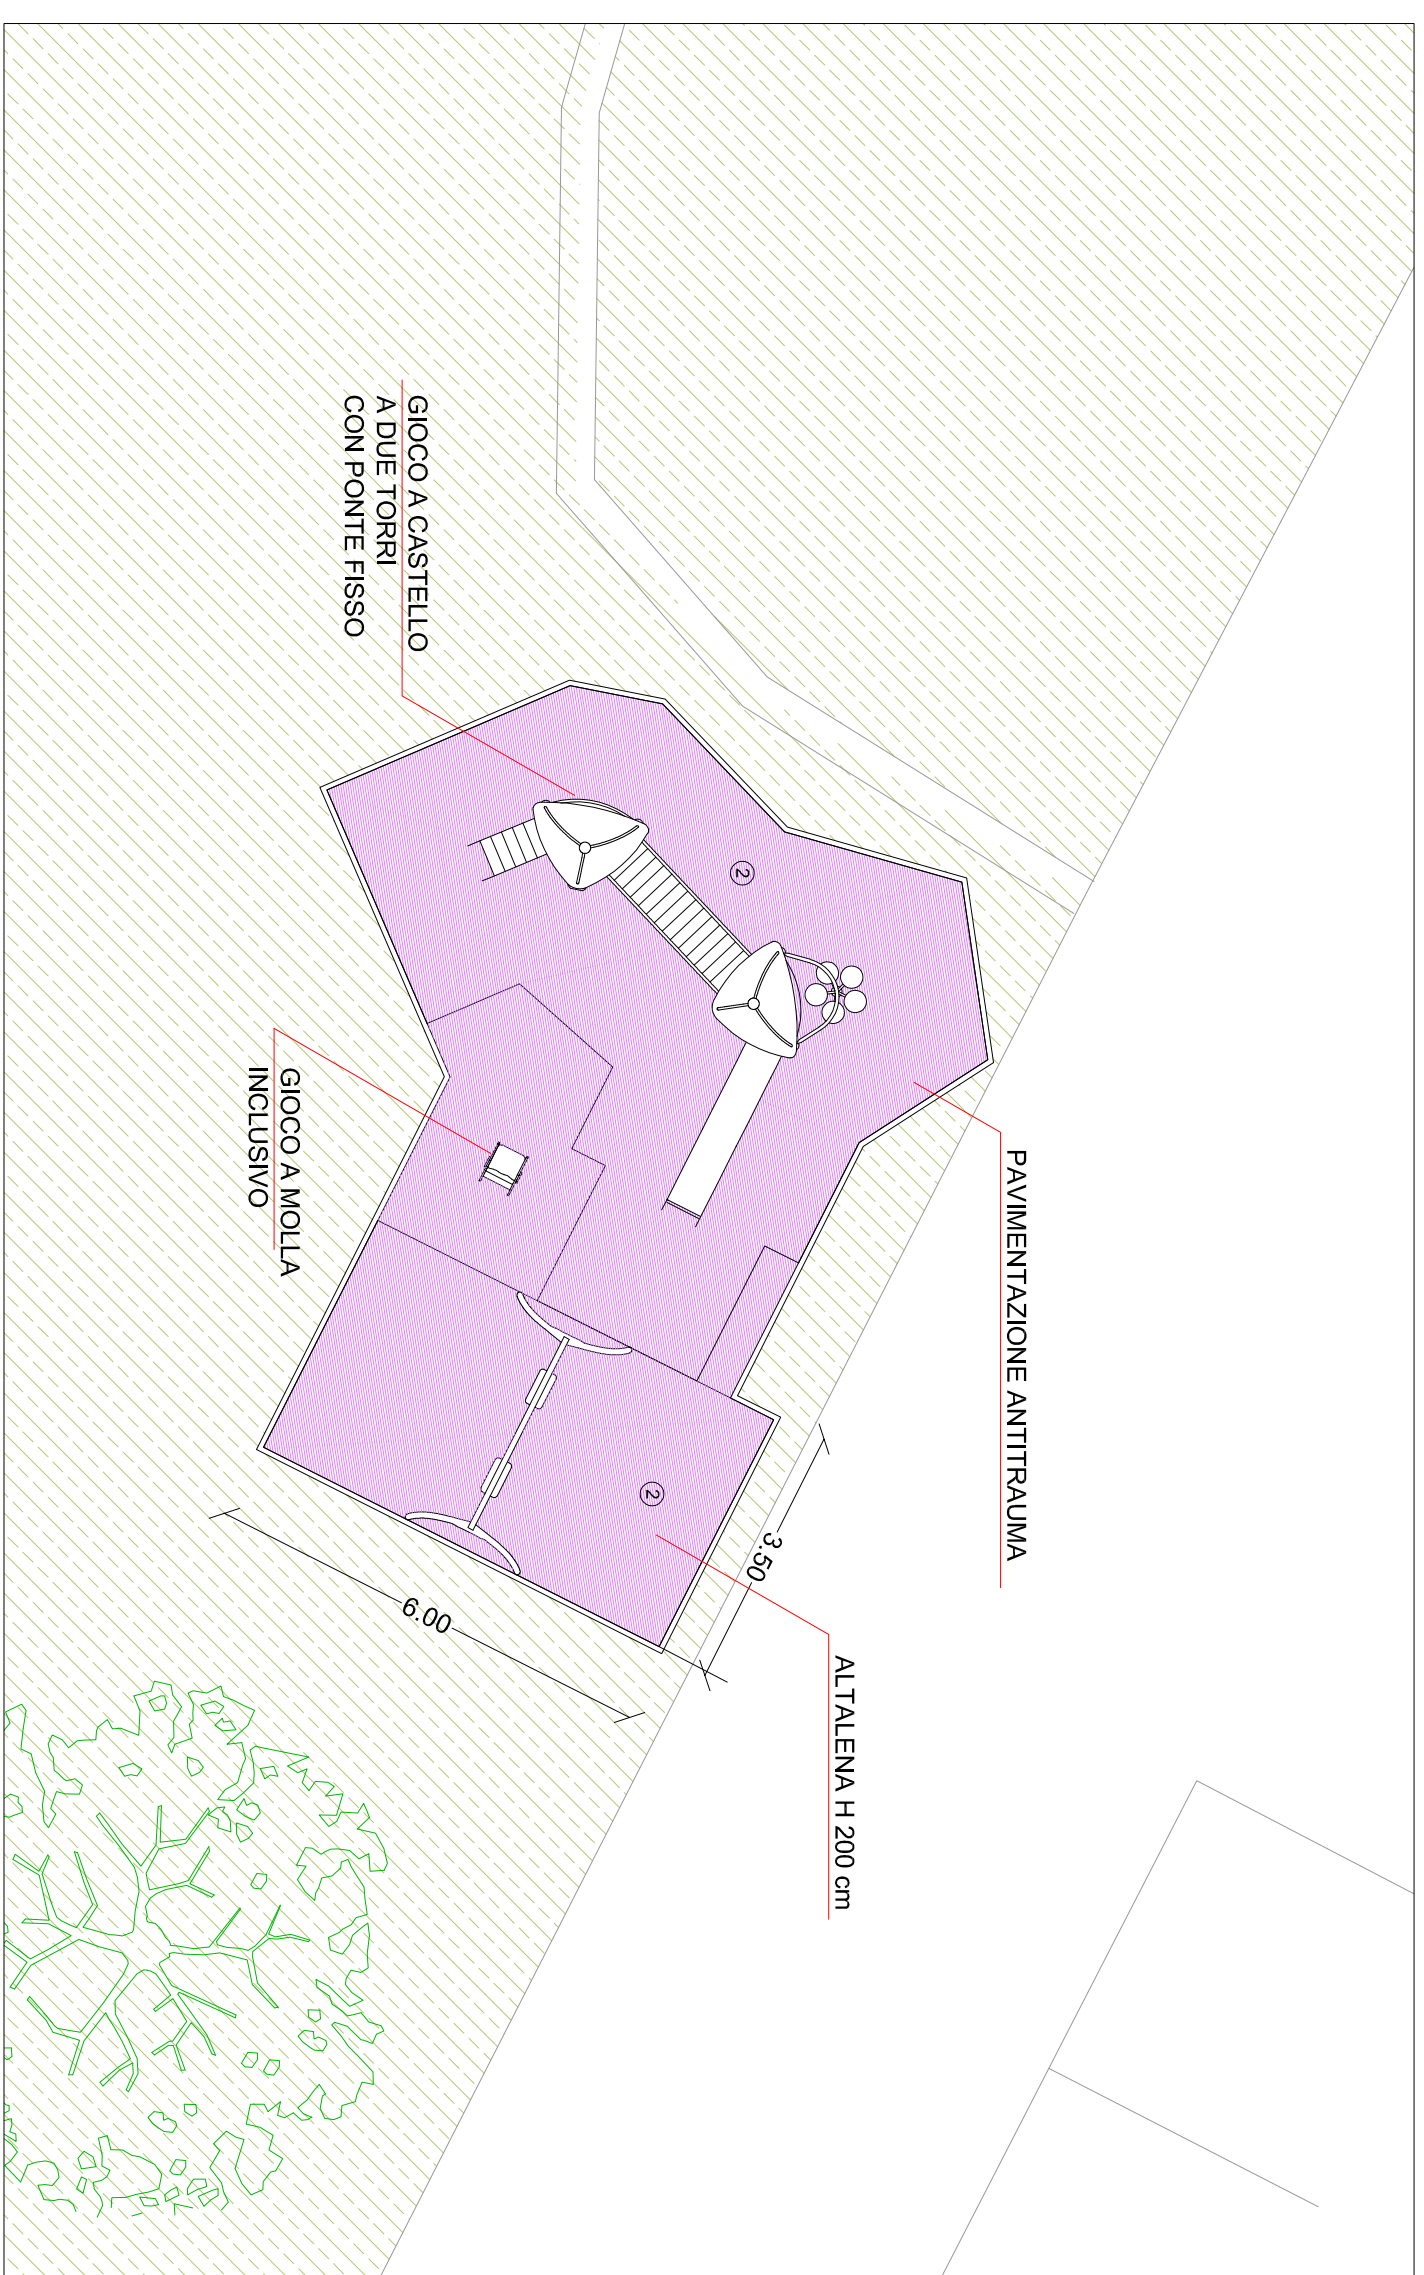 PAVIMENTAZIONE ANTITRAUMA
ALTALENA H 200 cm
3.50
2
2
GIOCO A CASTELLO
A DUE TORRI
CON PONTE FISSO
6.00
GIOCO A MOLLA
INCLUSIVO